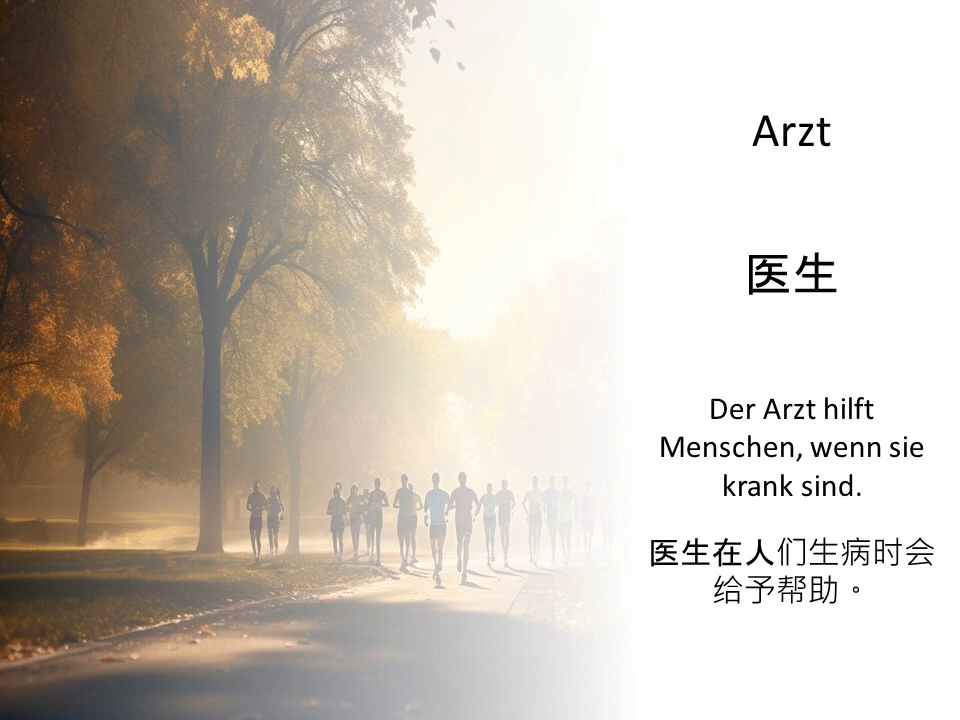 Arzt
医生
Der Arzt hilft
Menschen, wenn sie
krank sind.
医生在人们生病时会
给予帮助。